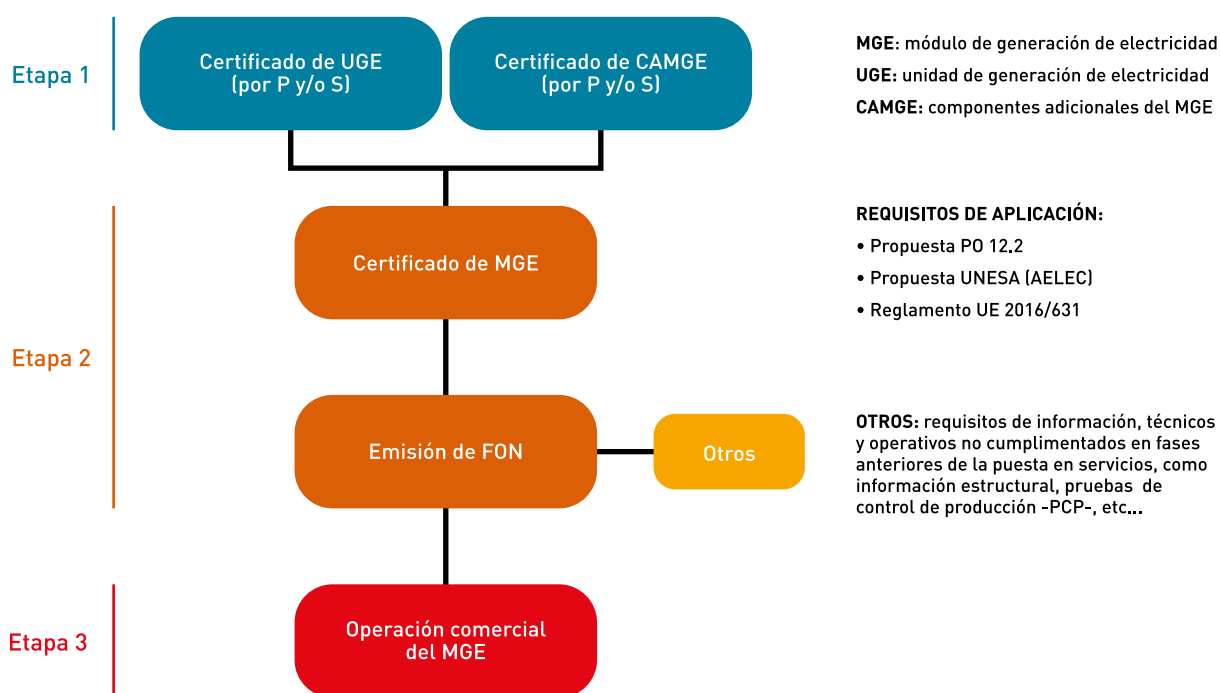 Etapa 1
Certificado de UGE
(por P y/o S)
Certificado de CAMGE
(por P y/o S)
MGE: módulo de generación de electricidad
UGE: unidad de generación de electricidad
CAMGE: componentes adicionales del MGE
Etapa 2
Certificado de MGE
REQUISITOS DE APLICACIÓN:
• Propuesta PO 12.2
• Propuesta UNESA (AELEC)
• Reglamento UE 2016/631
Emisión de FON
Otros
OTROS: requisitos de información, técnicos
y operativos no cumplimentados en fases
anteriores de la puesta en servicios, como
información estructural, pruebas de
control de producción -PCP-, etc...
Etapa 3
Operación comercial
del MGE